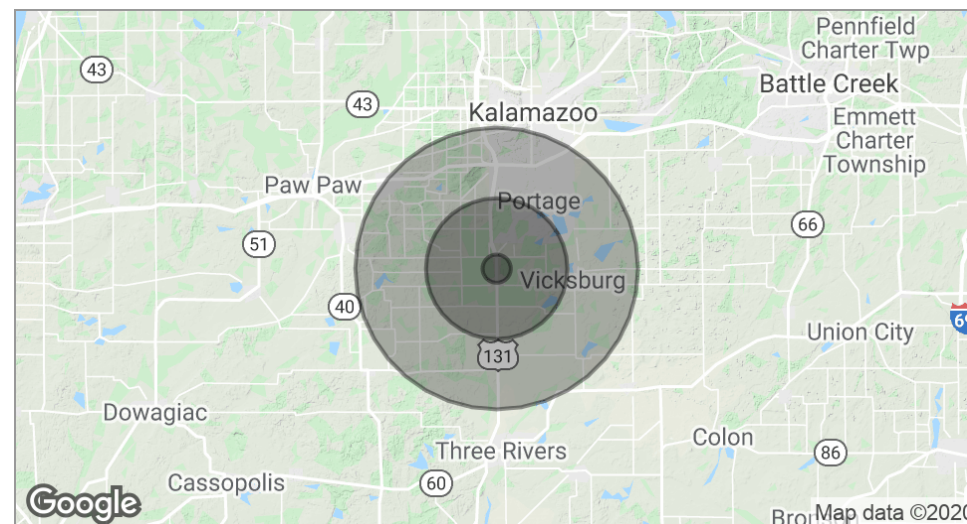 Pennfield
Charter Twp
43
Battle Creek
43
Kalamazoo
Emmett
Charter
Township
Paw Paw
Portage
66
51
Vicksburg
40
69
Union City
131
Dowagiac
Colon
Three Rivers
86
Cassopolis
60
Google
Map data ©2020